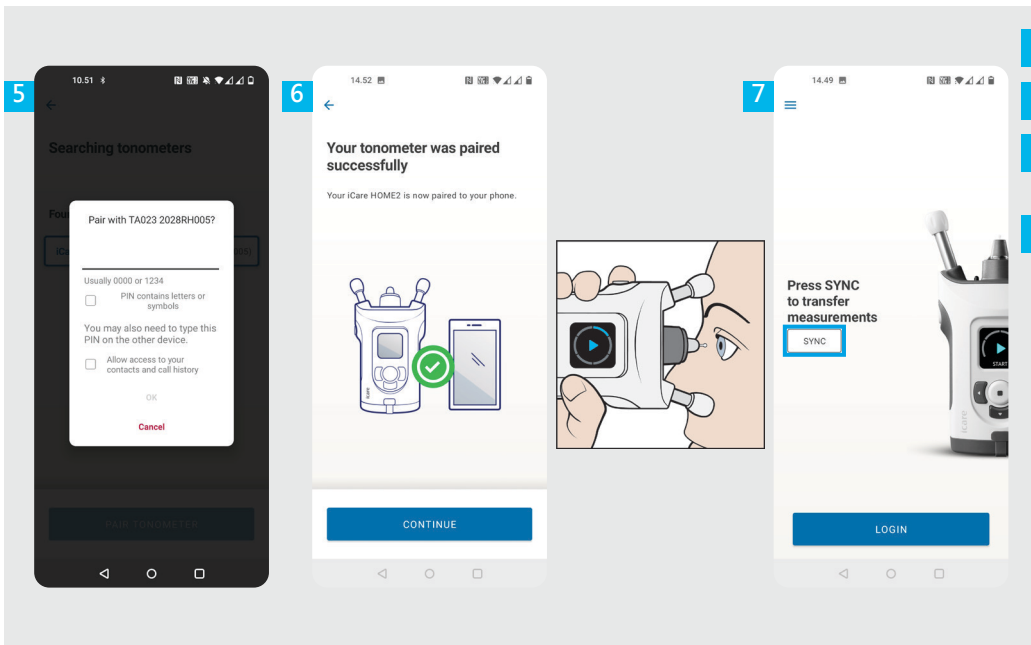 5
10.51
Searching tonometers
Pair with TA023 2028RH005?
Usually 0000 or 1234
PIN contains letters or
symbols
You may also need to type this
PIN on the other device.
Allow access to your
contacts and call history
OK
Cancel
PAIR TONOMETER
6
14.52
Your tonometer was paired
successfully
Your iCare HOME2 is now paired to your phone.
icare
CONTINUE
7
14.49
Press SYNC
to transfer
measurements
SYNC
START
icare
LOGIN